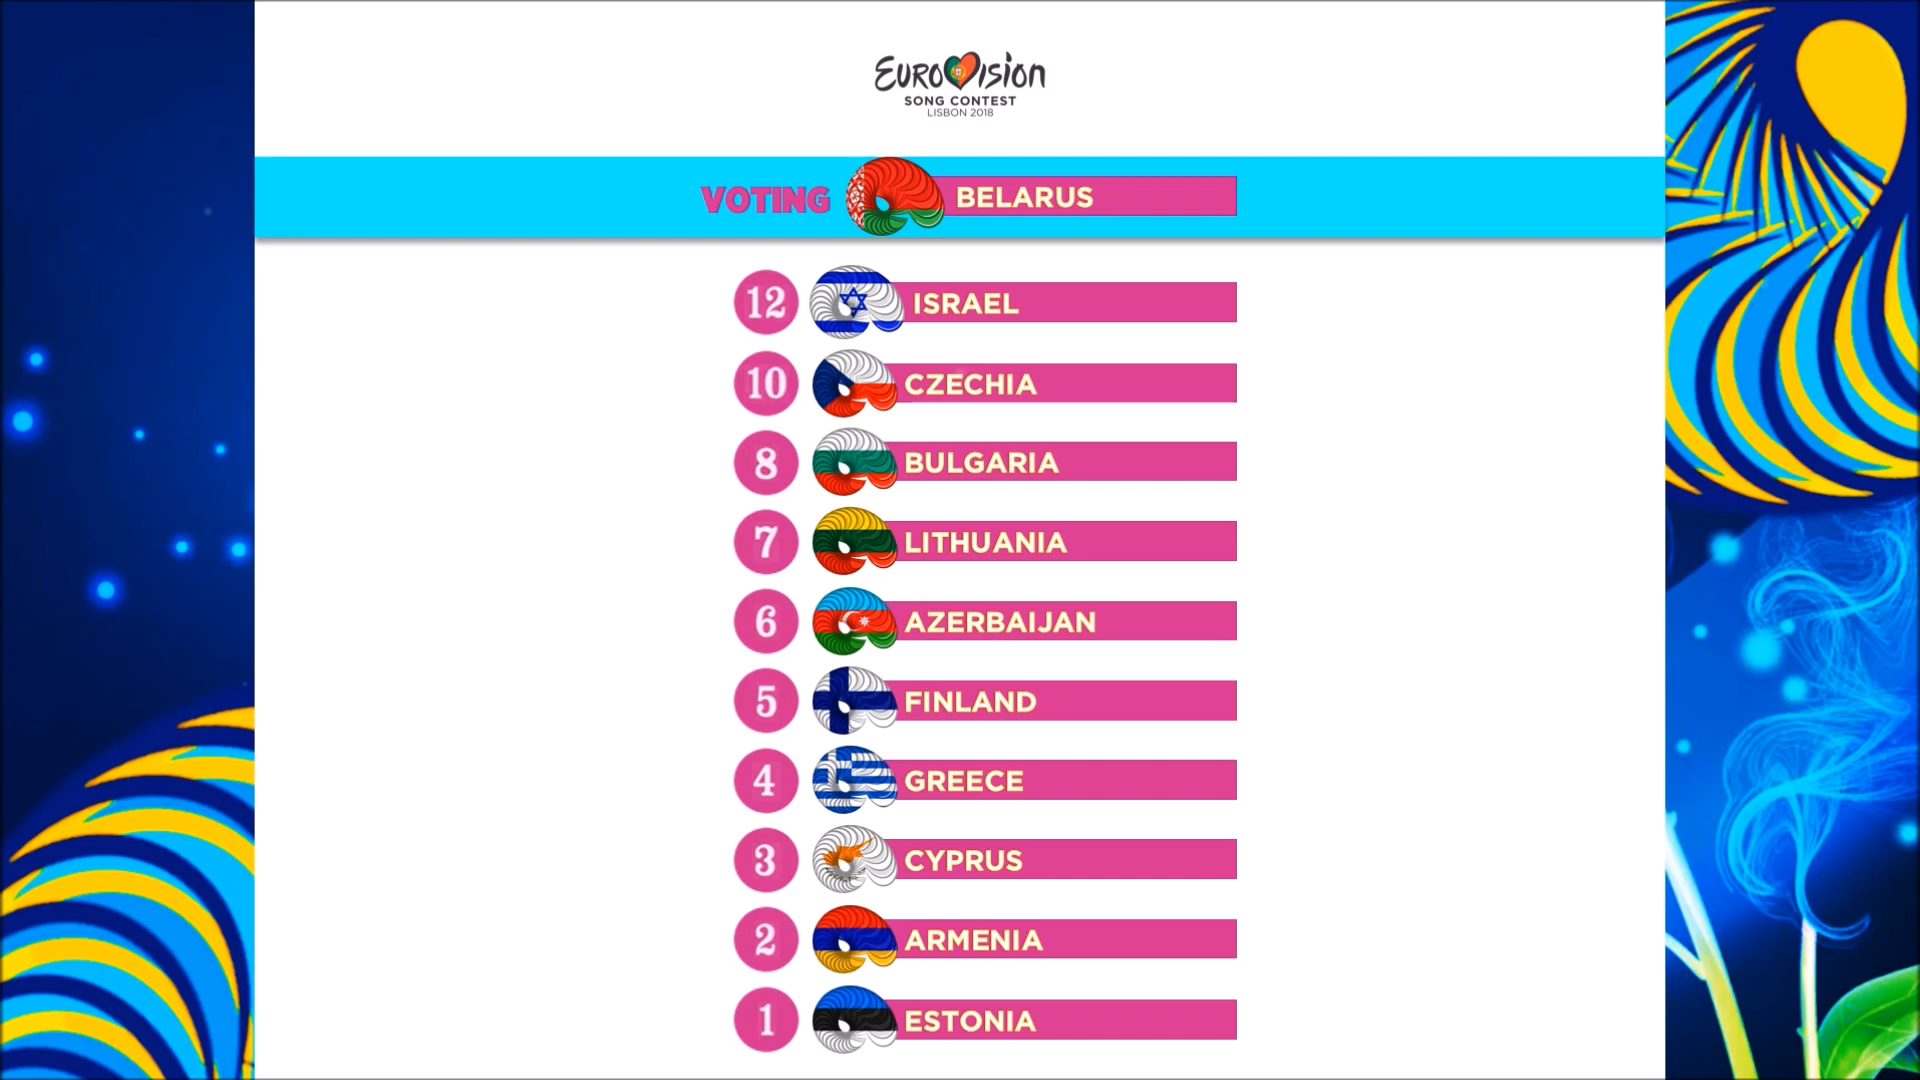 EUROVISION
SONG CONTEST
LISBON 2018
VOTING BELARUS
12 ISRAEL
10 CZECHIA
8 BULGARIA
7 LITHUANIA
6 AZERBAIJAN
5 FINLAND
4 GREECE
3 CYPRUS
2 ARMENIA
1 ESTONIA